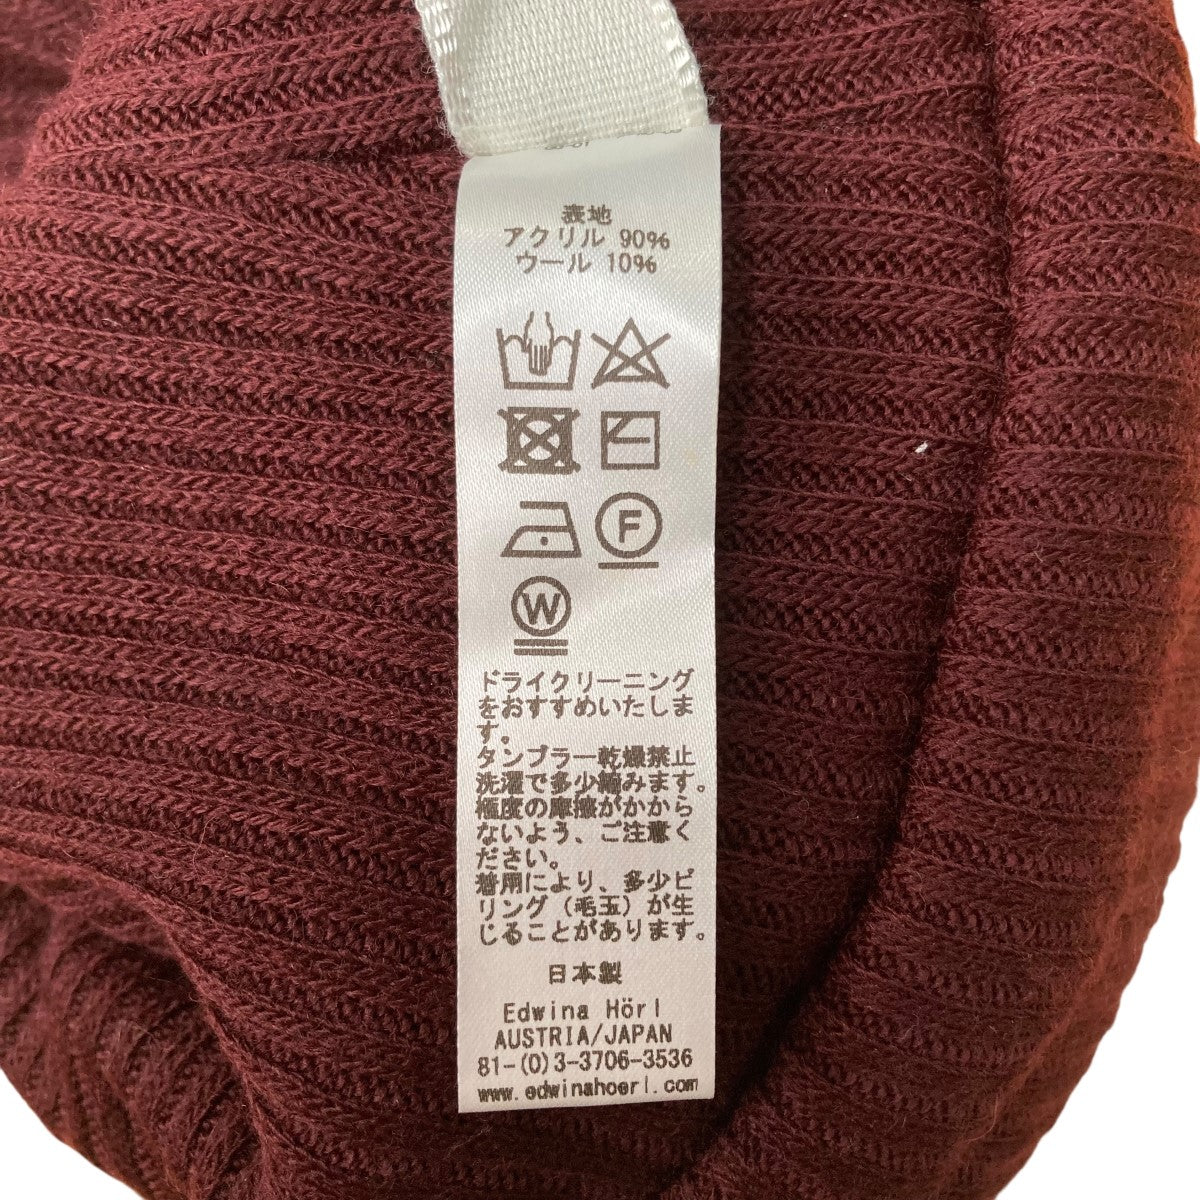 表地
アクリル 90%
ウール 10%
F
W
ドライクリーニング
をおすすめいたしま
す。
タンブラー乾燥禁止
洗濯で多少縮みます。
極度の摩擦がかから
ないよう、ご注意く
ださい。
着用により、多少ピ
リング（毛玉）が生
じることがあります。
日本製
Edwina Hörl
AUSTRIA/JAPAN
81-(0)3-3706-3536
www.edwinahoerl.com